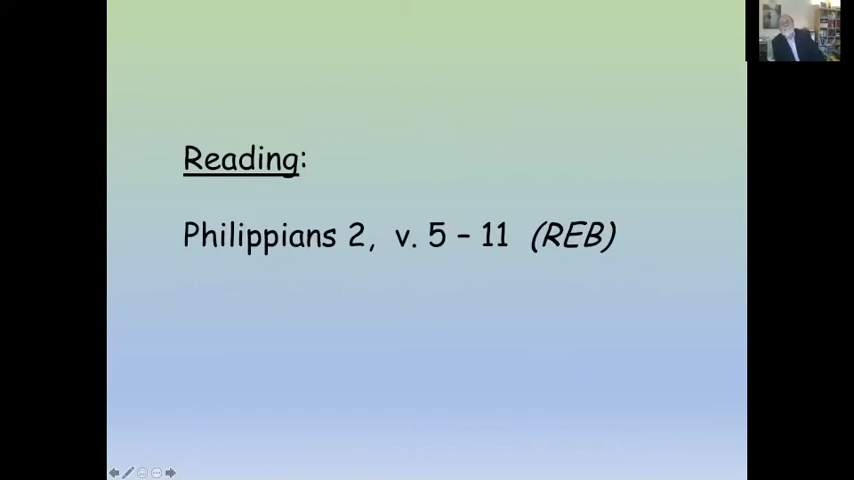 Reading:
Philippians 2, v. 5 – 11 (REB)